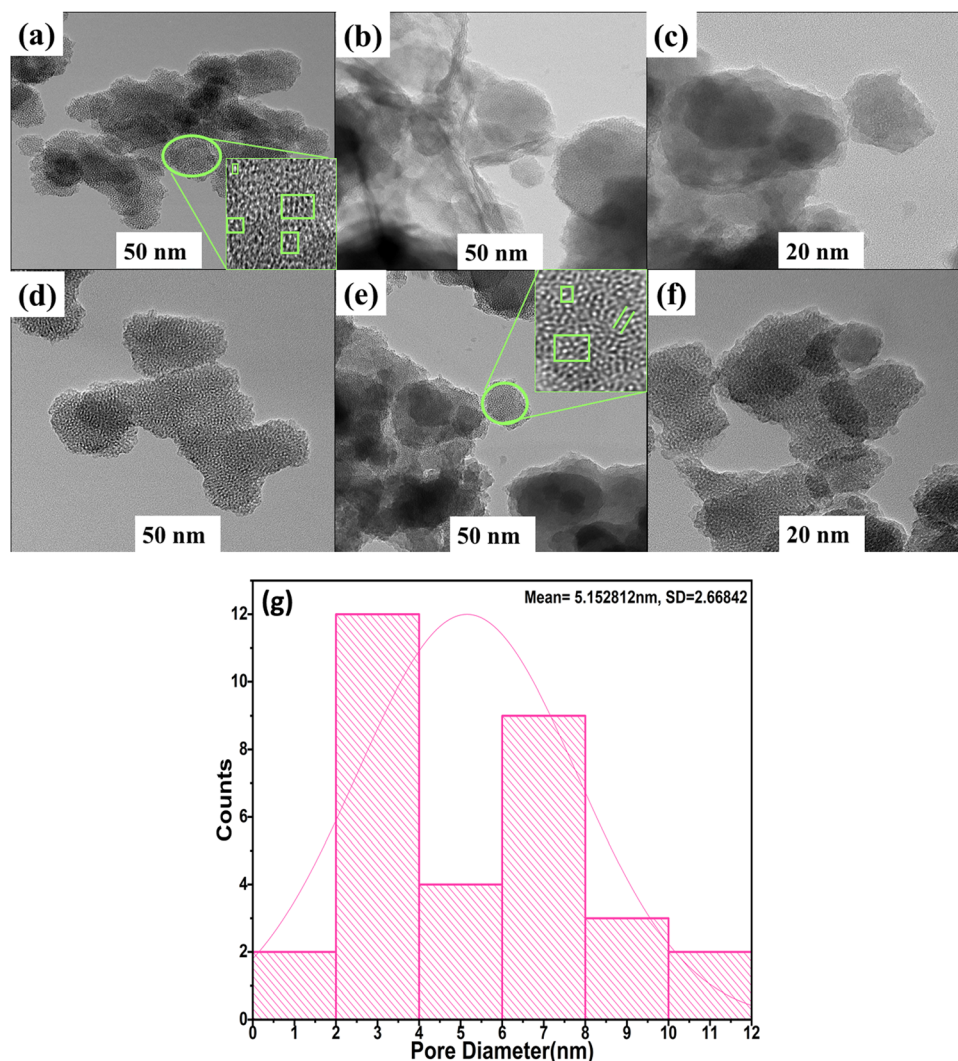 (a)
(b)
(c)
50 nm
50 nm
20 nm
(d)
(e)
(f)
50 nm
50 nm
20 nm
(g)
Mean= 5.152812nm, SD=2.66842
12
10
8
6
4
2
0
Counts
0 1 2 3 4 5 6 7 8 9 10 11 12
Pore Diameter(nm)